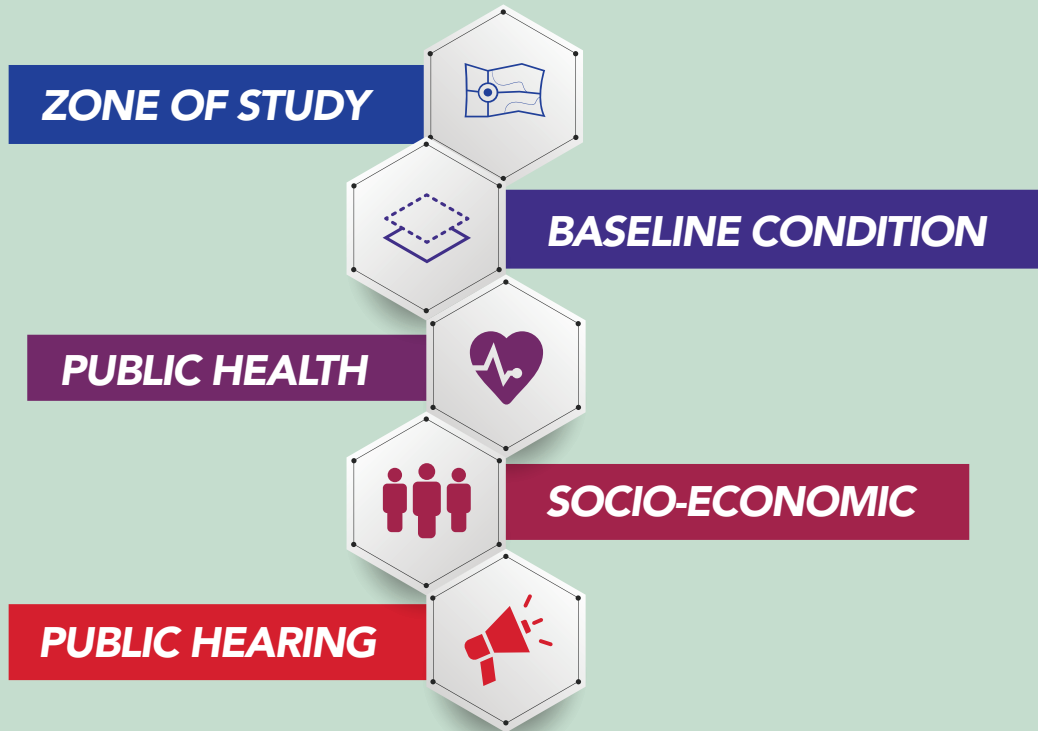 ZONE OF STUDY
BASELINE CONDITION
PUBLIC HEALTH
SOCIO-ECONOMIC
PUBLIC HEARING